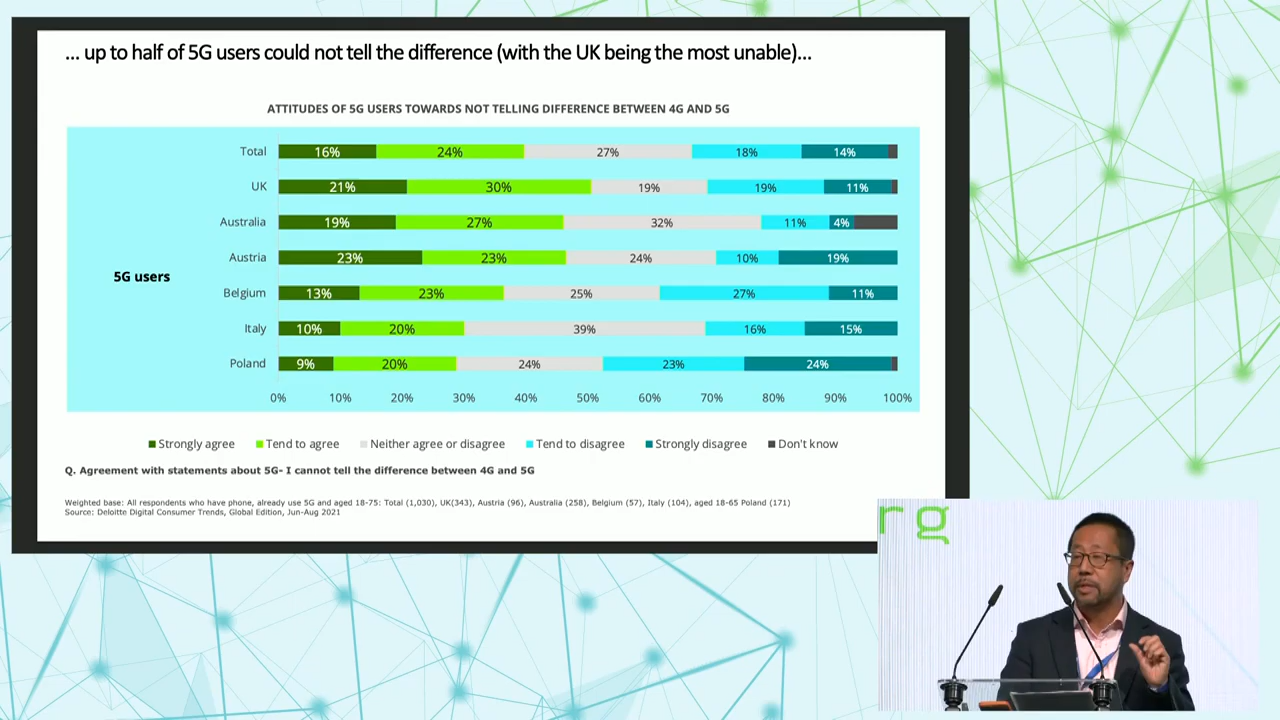 ... up to half of 5G users could not tell the difference (with the UK being the most unable)...
ATTITUDES OF 5G USERS TOWARDS NOT TELLING DIFFERENCE BETWEEN 4G AND 5G
5G users
Total 16% 24% 27% 18% 14%
UK 21% 30% 19% 19% 11%
Australia 19% 27% 32% 11% 4%
Austria 23% 23% 24% 10% 19%
Belgium 13% 23% 25% 27% 11%
Italy 10% 20% 39% 16% 15%
Poland 9% 20% 24% 23% 24%
0% 10% 20% 30% 40% 50% 60% 70% 80% 90% 100%
Strongly agree Tend to agree Neither agree or disagree Tend to disagree Strongly disagree Don't know
Q. Agreement with statements about 5G- I cannot tell the difference between 4G and 5G
Weighted base: All respondents who have phone, already use 5G and aged 18-75: Total (1,030), UK(343), Austria (96), Australia (258), Belgium (57), Italy (104), aged 18-65 Poland (171)
Source: Deloitte Digital Consumer Trends, Global Edition, Jun-Aug 2021
rg